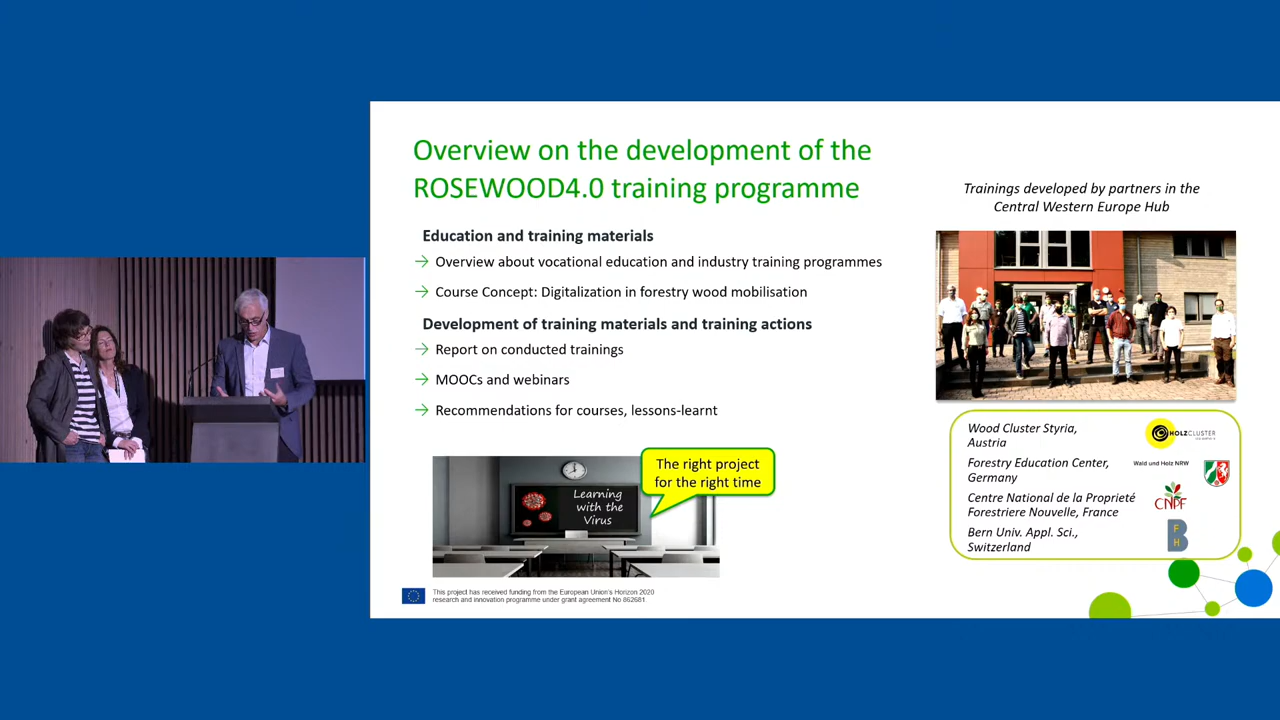 Overview on the development of the
ROSEWOOD4.0 training programme
Education and training materials
Overview about vocational education and industry training programmes
Course Concept: Digitalization in forestry wood mobilisation
Development of training materials and training actions
Report on conducted trainings
MOOCs and webinars
Recommendations for courses, lessons-learnt
Learning
with the
Virus
The right project
for the right time
This project has received funding from the European Union's Horizon 2020
research and innovation programme under grant agreement No 862681.
Trainings developed by partners in the
Central Western Europe Hub
Wood Cluster Styria,
Austria
HOLZCLUSTER
Forestry Education Center,
Germany
Wald und Holz NRW
Centre National de la Proprieté
Forestriere Nouvelle, France
CNPF
Bern Univ. Appl. Sci.,
Switzerland
B
F
H